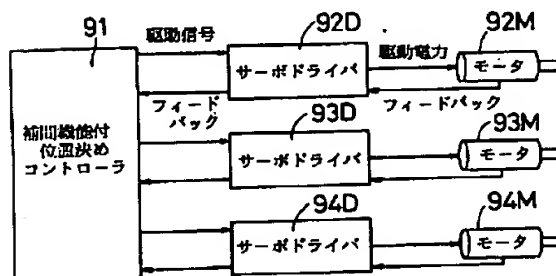 91
駆動信号
92D
駆動電力
92M
サーボドライバ
モータ
フィード
バック
フィードバック
補間機能付
位置決め
コントローラ
93D
93M
サーボドライバ
モータ
94D
94M
サーボドライバ
モータ